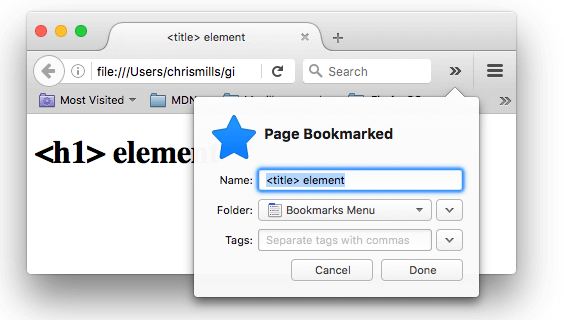 <title> element
file:///Users/chrismills/gi
Search
Most Visited
MDN
Page Bookmarked
<h1> elemen
Name: <title> element
Folder: Bookmarks Menu
Tags: Separate tags with commas
Cancel Done